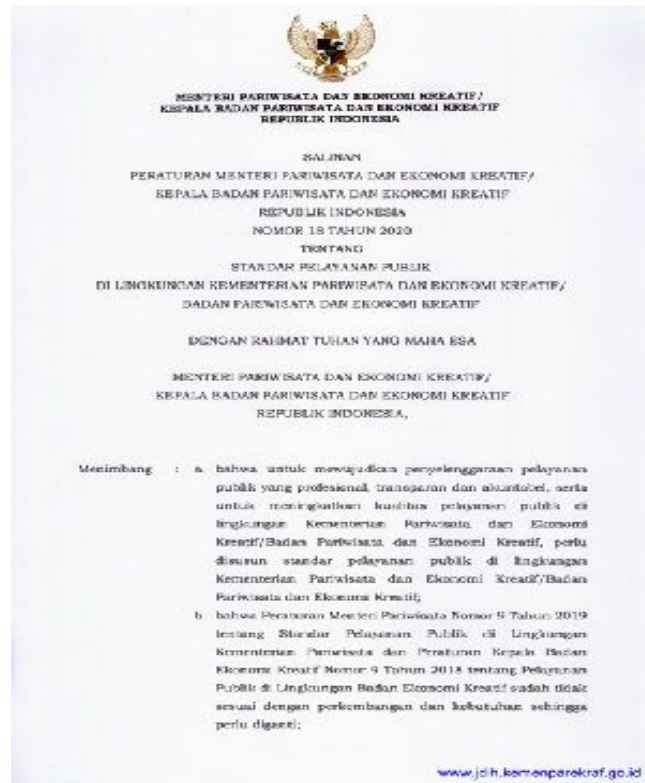 MENTERI PARIWISATA DAN EKONOMI KREATIF/
KEPALA BADAN PARIWISATA DAN EKONOMI KREATIF
REPUBLIK INDONESIA
SALINAN
PERATURAN MENTERI PARIWISATA DAN EKONOMI KREATIF/
KEPALA BADAN PARIWISATA DAN EKONOMI KREATIF
REPUBLIK INDONESIA
NOMOR 18 TAHUN 2020
TENTANG
STANDAR PELAYANAN PUBLIK
DI LINGKUNGAN KEMENTERIAN PARIWISATA DAN EKONOMI KREATIF/
BADAN PARIWISATA DAN EKONOMI KREATIF
DENGAN RAHMAT TUHAN YANG MAHA ESA
MENTERI PARIWISATA DAN EKONOMI KREATIF/
KEPALA BADAN PARIWISATA DAN EKONOMI KREATIF
REPUBLIK INDONESIA,
Menimbang : a. bahwa untuk mewujudkan penyelenggaraan pelayanan
publik yang profesional, transparan dan akuntabel, serta
untuk meningkatkan kualitas pelayanan publik di
lingkungan Kementerian Pariwisata dan Ekonomi
Kreatif/Badan Pariwisata dan Ekonomi Kreatif, perlu
disusun standar pelayanan publik di lingkungan
Kementerian Pariwisata dan Ekonomi Kreatif/Badan
Pariwisata dan Ekonomi Kreatif;
b. bahwa Peraturan Menteri Pariwisata Nomor 9 Tahun 2019
tentang Standar Pelayanan Publik di Lingkungan
Kementerian Pariwisata dan Peraturan Kepala Badan
Ekonomi Kreatif Nomor 9 Tahun 2018 tentang Pelayanan
Publik di Lingkungan Badan Ekonomi Kreatif sudah tidak
sesuai dengan perkembangan dan kebutuhan sehingga
perlu diganti;
www.jdih.kemenparekraf.go.id